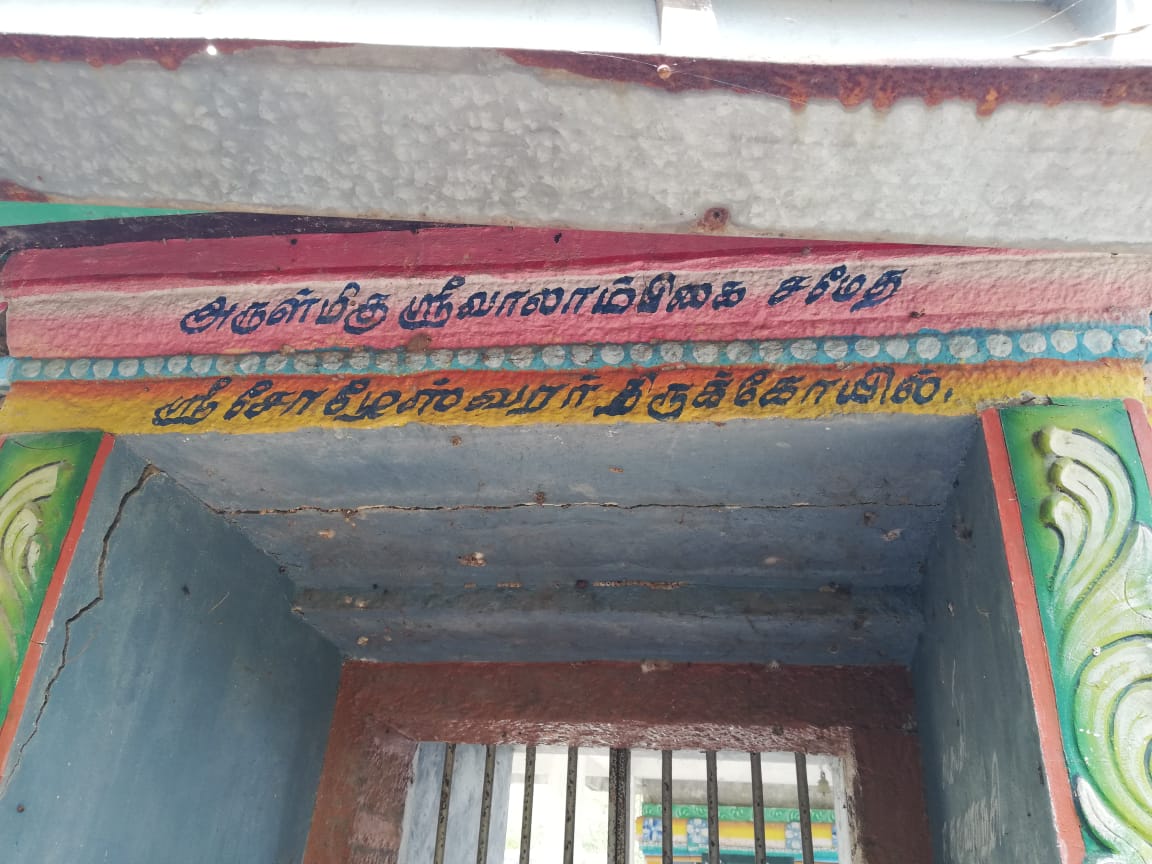 அருள்மிகு ஸ்ரீவாலாம்பிகை சமேத
ஸ்ரீ சோழீஸ்வரர் திருக்கோயில்.